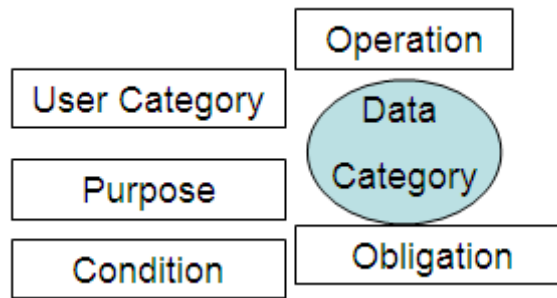 Operation
User Category
Data
Category
Purpose
Obligation
Condition